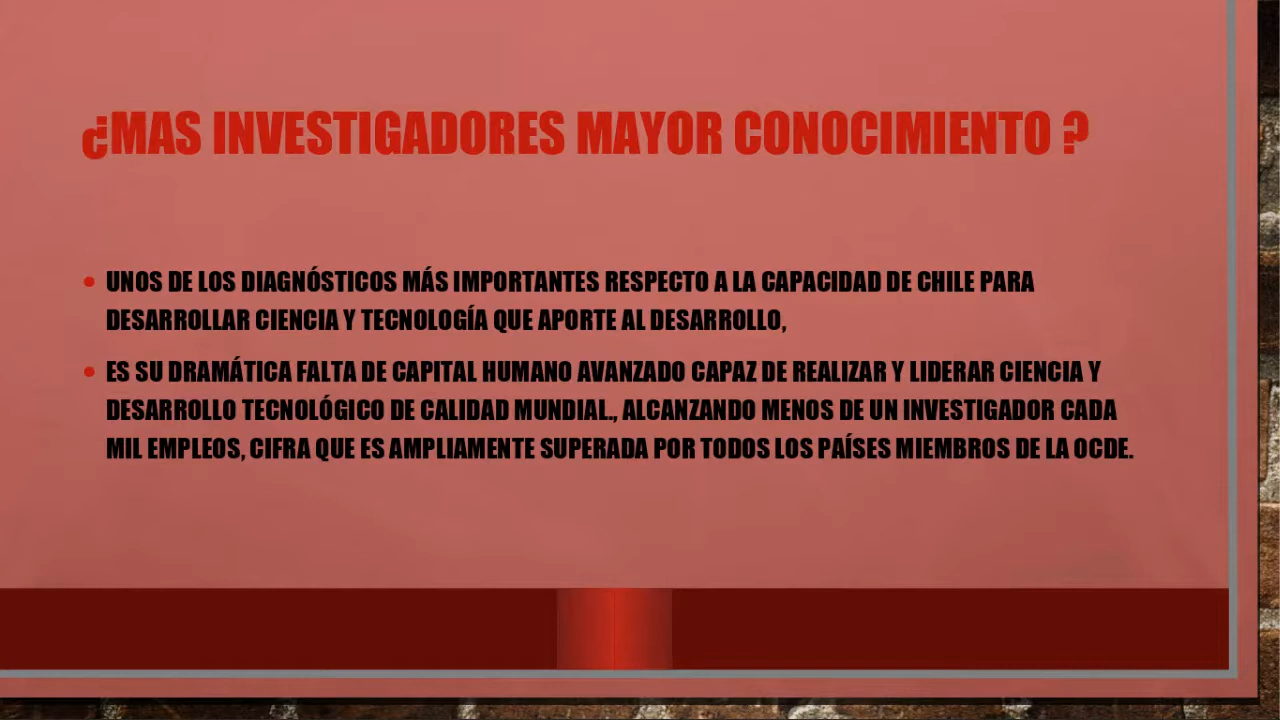 ¿MAS INVESTIGADORES MAYOR CONOCIMIENTO ?
• UNOS DE LOS DIAGNÓSTICOS MÁS IMPORTANTES RESPECTO A LA CAPACIDAD DE CHILE PARA
DESARROLLAR CIENCIA Y TECNOLOGÍA QUE APORTE AL DESARROLLO,
• ES SU DRAMÁTICA FALTA DE CAPITAL HUMANO AVANZADO CAPAZ DE REALIZAR Y LIDERAR CIENCIA Y
DESARROLLO TECNOLÓGICO DE CALIDAD MUNDIAL., ALCANZANDO MENOS DE UN INVESTIGADOR CADA
MIL EMPLEOS, CIFRA QUE ES AMPLIAMENTE SUPERADA POR TODOS LOS PAÍSES MIEMBROS DE LA OCDE.